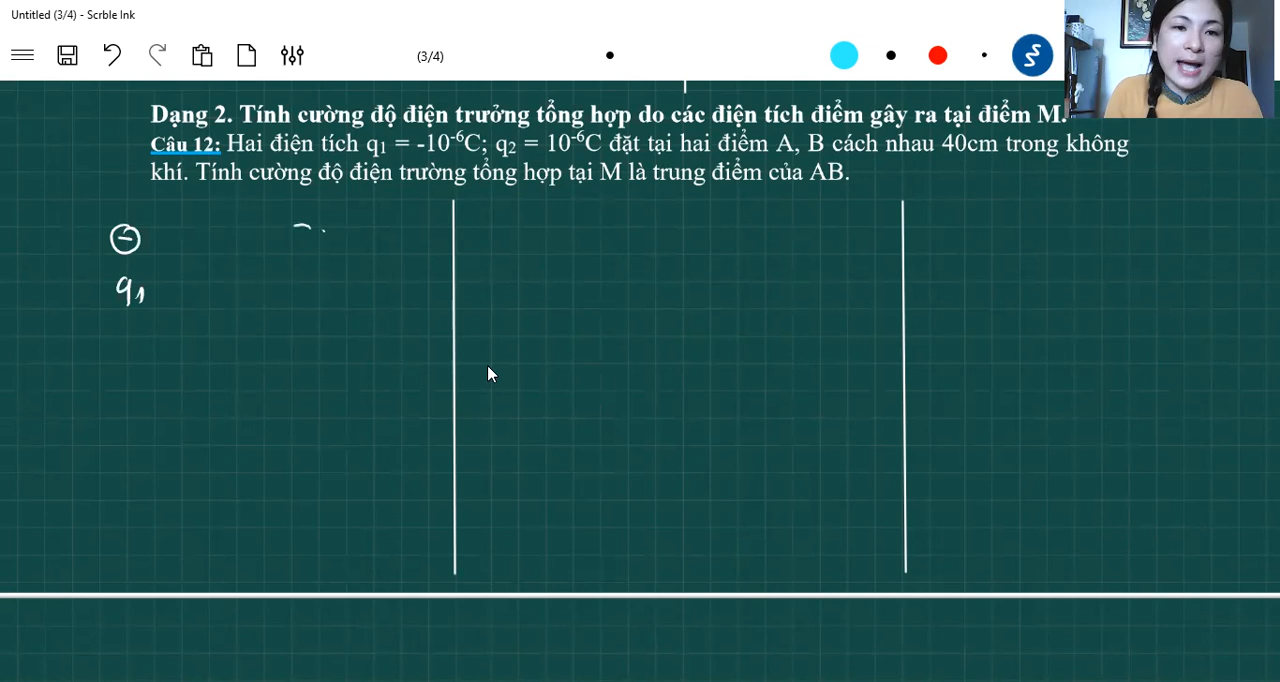 Untitled (3/4) - Scrble Ink
(3/4)
Dạng 2. Tính cường độ điện trưởng tổng hợp do các điện tích điểm gây ra tại điểm M.
Câu 12: Hai điện tích q₁ = -10⁻⁶C; q₂ = 10⁻⁶C đặt tại hai điểm A, B cách nhau 40cm trong không
khí. Tính cường độ điện trường tổng hợp tại M là trung điểm của AB.
q₁